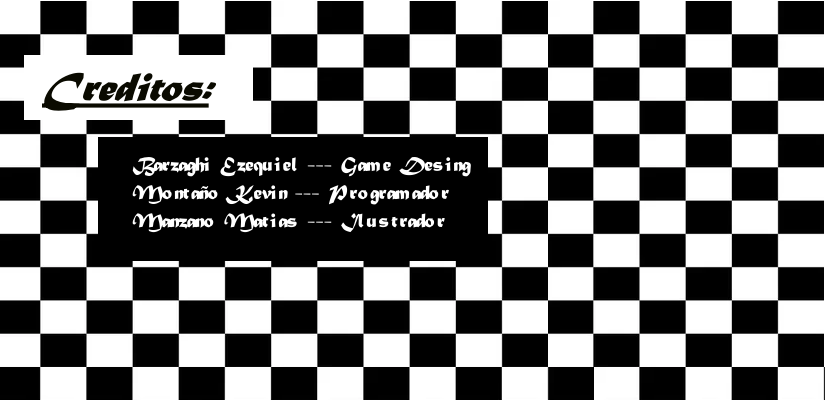 Creditos:
Barzaghi Ezequiel --- Game Desing
Montaño Kevin --- Programador
Manzano Matias --- Ilustrador